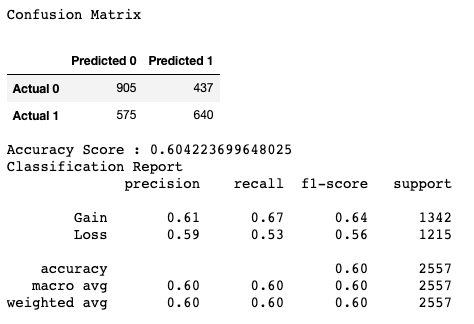 Confusion Matrix
Predicted 0 Predicted 1
Actual 0 905 437
Actual 1 575 640
Accuracy Score : 0.604223699648025
Classification Report
precision recall f1-score support
Gain 0.61 0.67 0.64 1342
Loss 0.59 0.53 0.56 1215
accuracy 0.60 2557
macro avg 0.60 0.60 0.60 2557
weighted avg 0.60 0.60 0.60 2557